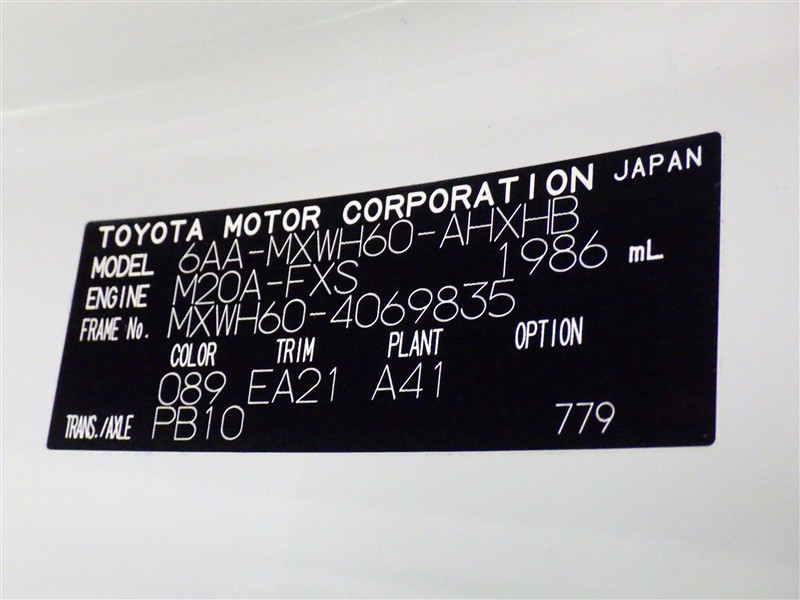 TOYOTA MOTOR CORPORATION JAPAN
MODEL 6AA-MXWH60-AHXHB
ENGINE M20A-FXS 1986 mL
FRAME No. MXWH60-4069835
COLOR TRIM PLANT OPTION
089 EA21 A41
TRANS./AXLE PB10 779